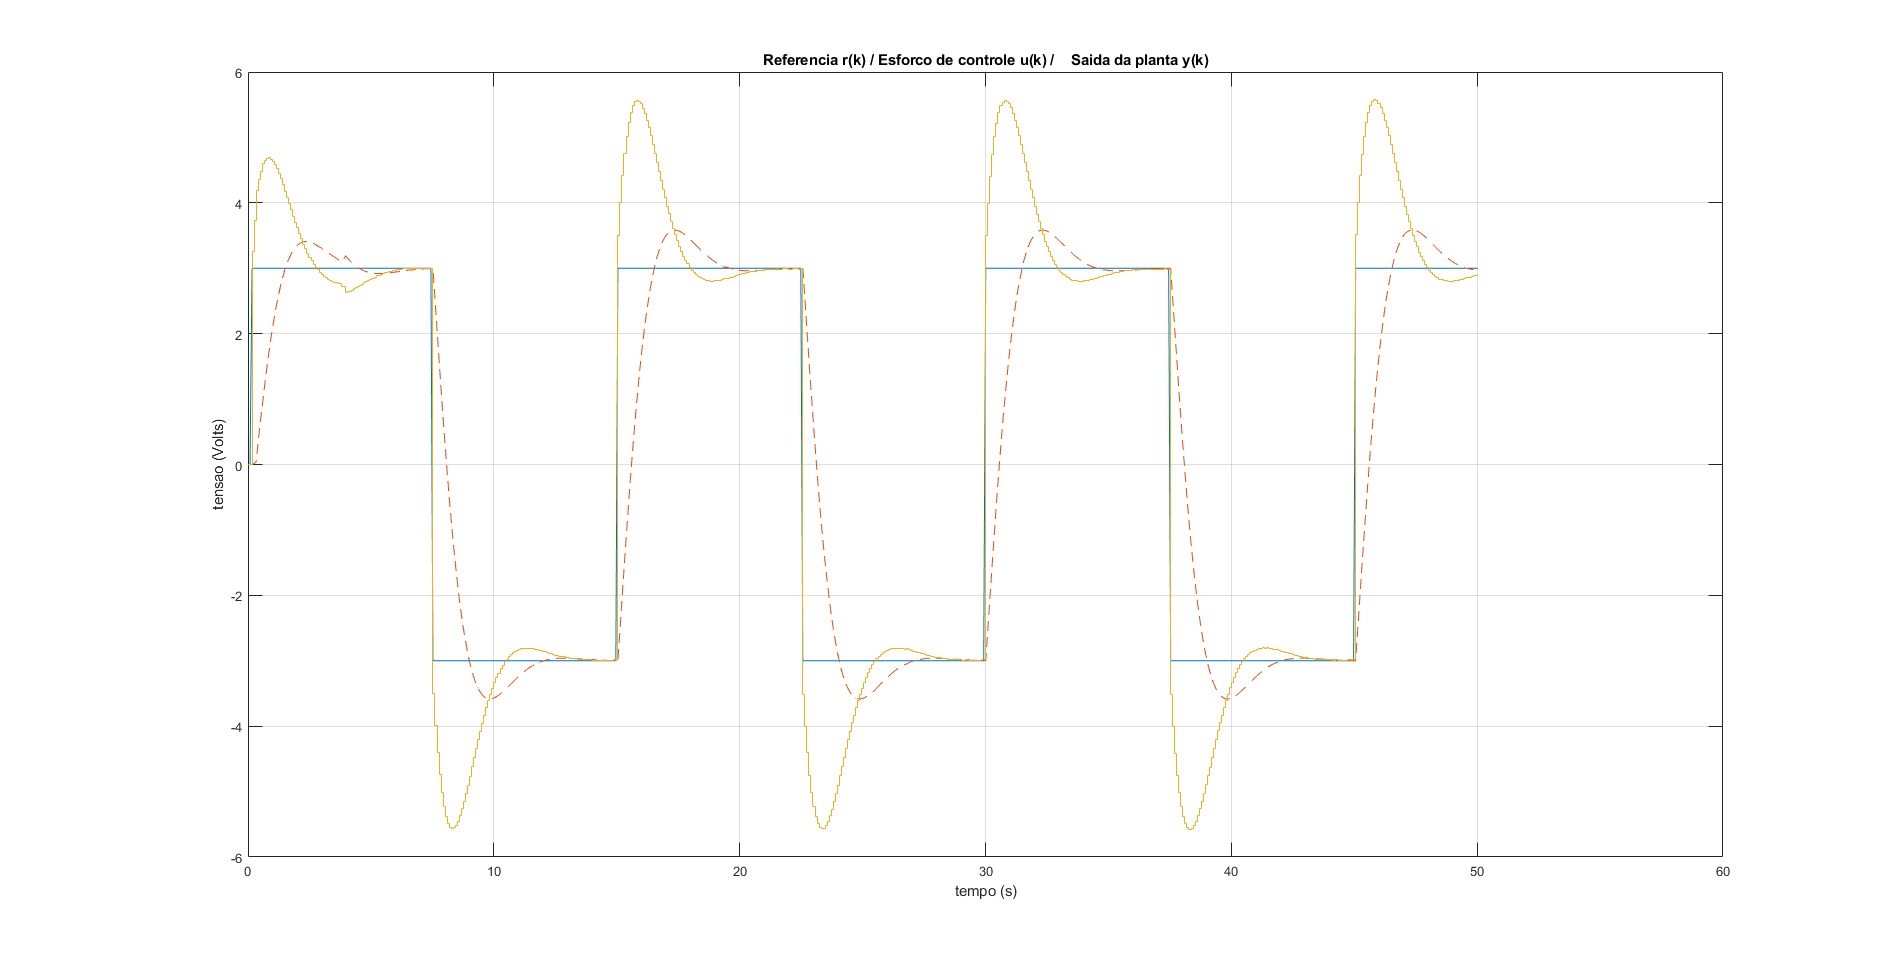 Referencia r(k) / Esforco de controle u(k) /    Saida da planta y(k)
6
4
2
0
-2
-4
-6
tensao (Volts)
0 10 20 30 40 50 60
tempo (s)